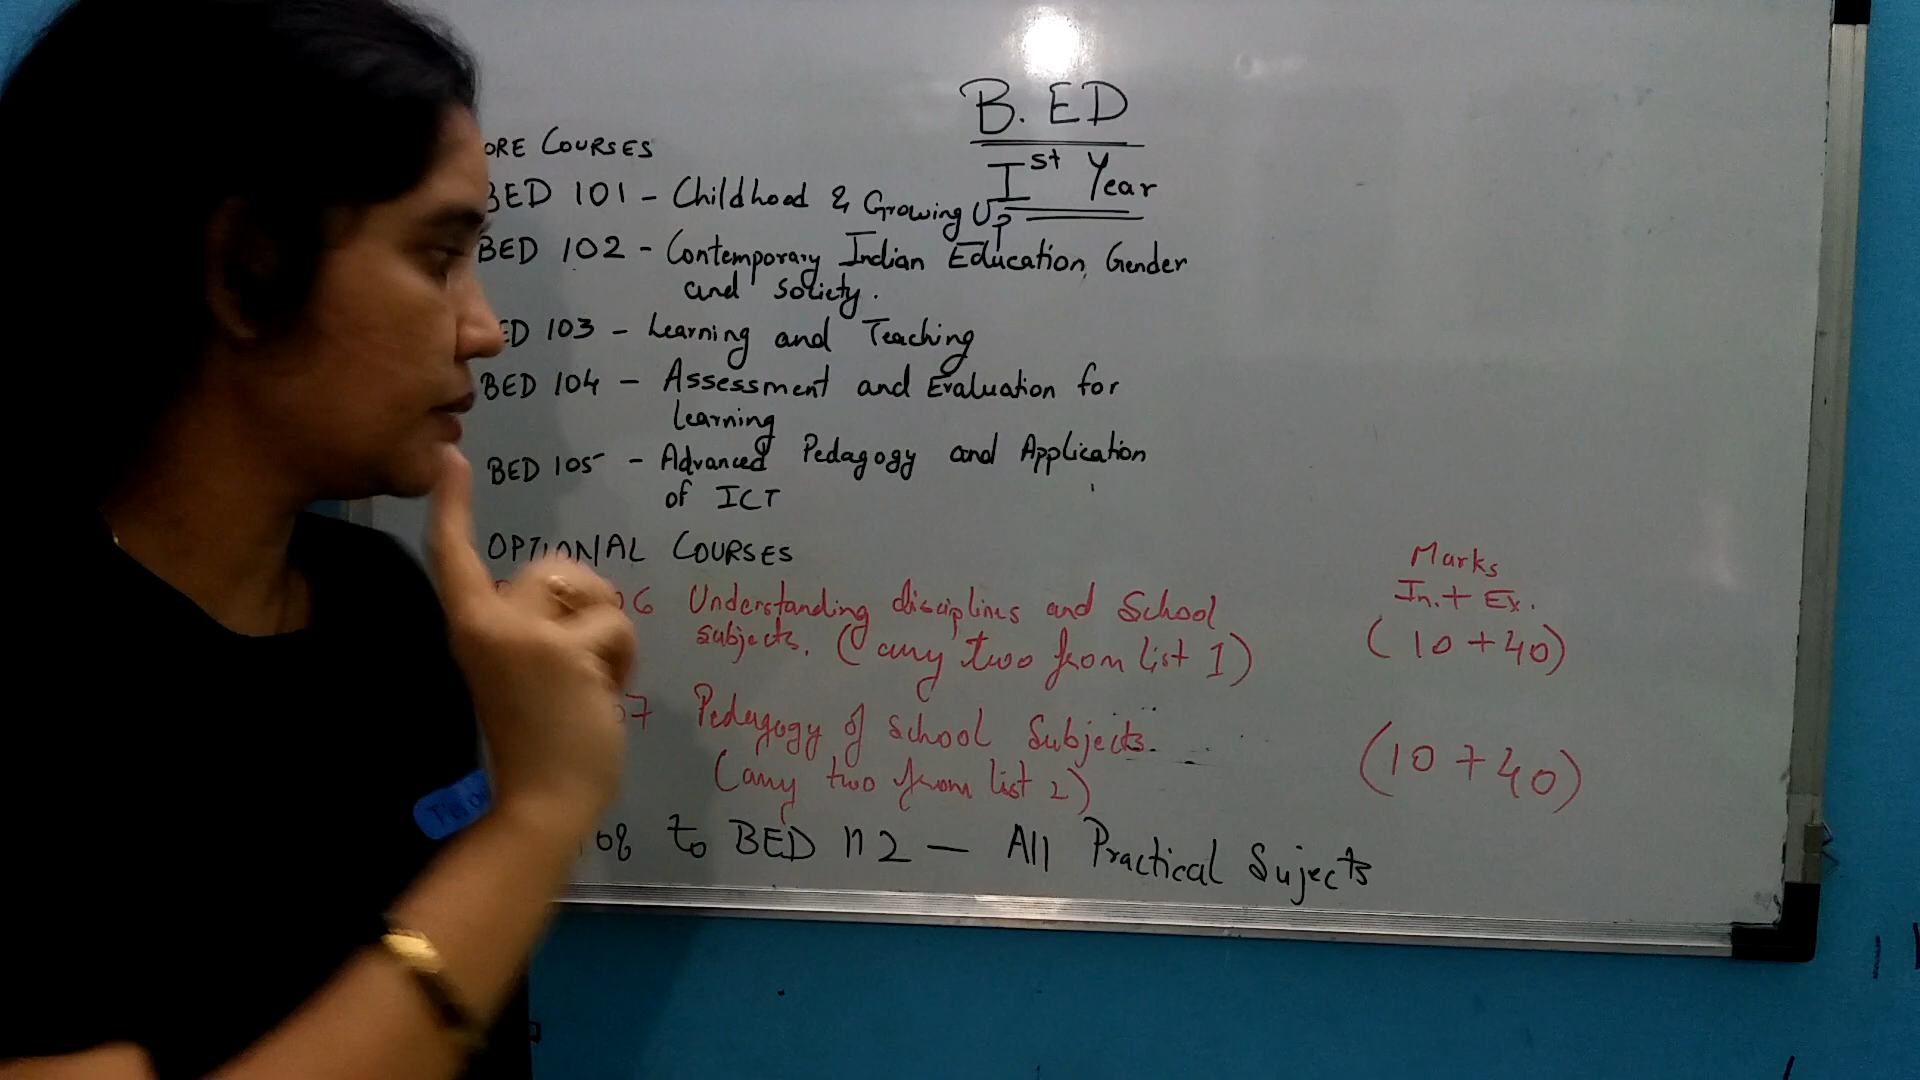 B. ED
Ist Year
ORE COURSES
BED 101 - Childhood & Growing Up
BED 102 - Contemporary Indian Education, Gender
and society.
ED 103 - Learning and Teaching
BED 104 - Assessment and Evaluation for
learning
BED 105 - Advanced Pedagogy and Application
of ICT
OPTIONAL COURSES
Marks
In. + Ex.
06 Understanding disciplines and School
subjects. (any two from list 1) (10 + 40)
07 Pedagogy of School Subjects.
(any two from list 2) (10 + 40)
108 to BED 112 - All Practical Sujects